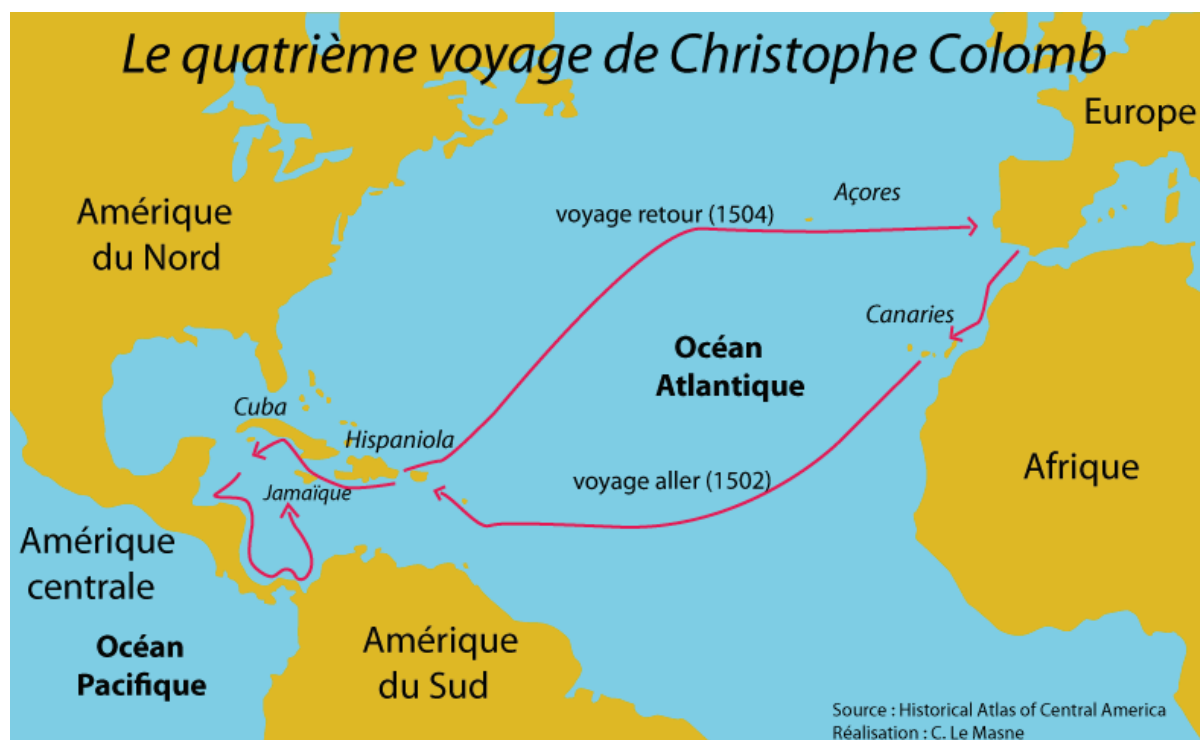 Le quatrième voyage de Christophe Colomb
Europe
Açores
Amérique
du Nord
voyage retour (1504)
Canaries
Océan
Atlantique
Cuba
Hispaniola
Afrique
voyage aller (1502)
Jamaïque
Amérique
centrale
Océan
Pacifique
Amérique
du Sud
Source : Historical Atlas of Central America
Réalisation : C. Le Masne